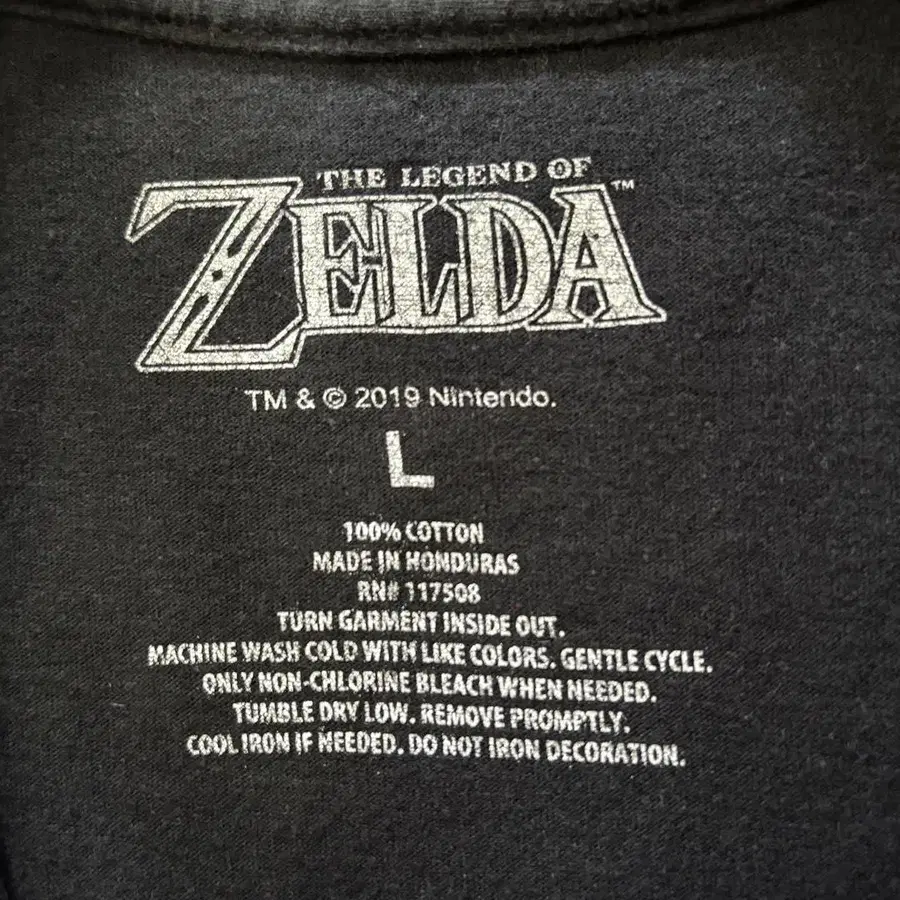 THE LEGEND OF
ZELDA™
TM & © 2019 Nintendo.
L
100% COTTON
MADE IN HONDURAS
RN# 117508
TURN GARMENT INSIDE OUT.
MACHINE WASH COLD WITH LIKE COLORS. GENTLE CYCLE.
ONLY NON-CHLORINE BLEACH WHEN NEEDED.
TUMBLE DRY LOW. REMOVE PROMPTLY.
COOL IRON IF NEEDED. DO NOT IRON DECORATION.